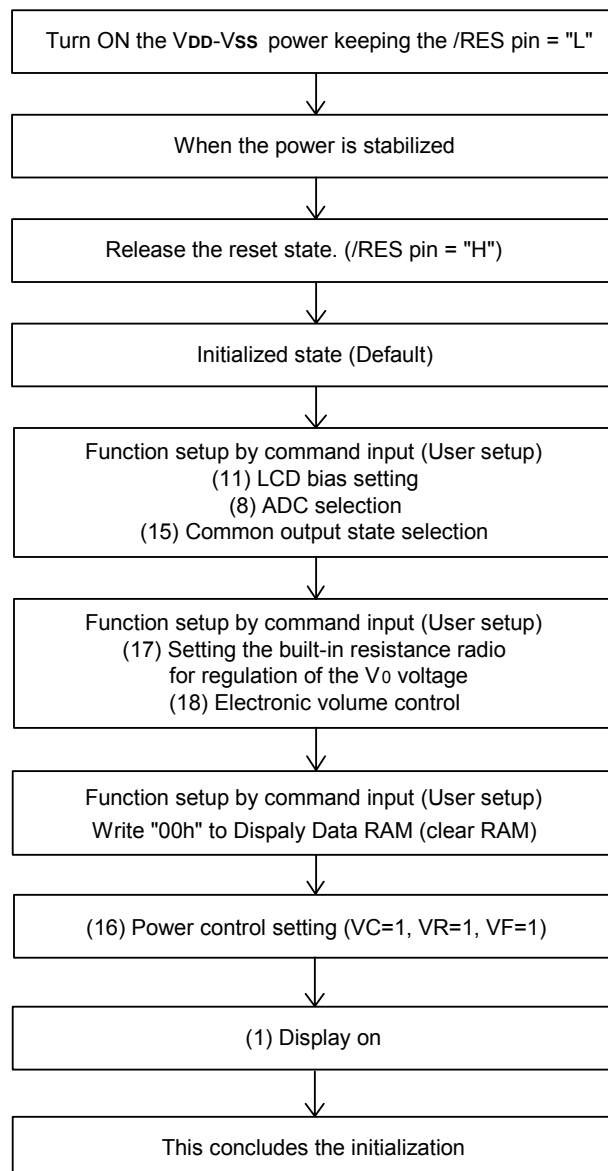 Turn ON the VDD-VSS power keeping the /RES pin = "L"
When the power is stabilized
Release the reset state. (/RES pin = "H")
Initialized state (Default)
Function setup by command input (User setup)
(11) LCD bias setting
(8) ADC selection
(15) Common output state selection
Function setup by command input (User setup)
(17) Setting the built-in resistance radio
for regulation of the V0 voltage
(18) Electronic volume control
Function setup by command input (User setup)
Write "00h" to Dispaly Data RAM (clear RAM)
(16) Power control setting (VC=1, VR=1, VF=1)
(1) Display on
This concludes the initialization